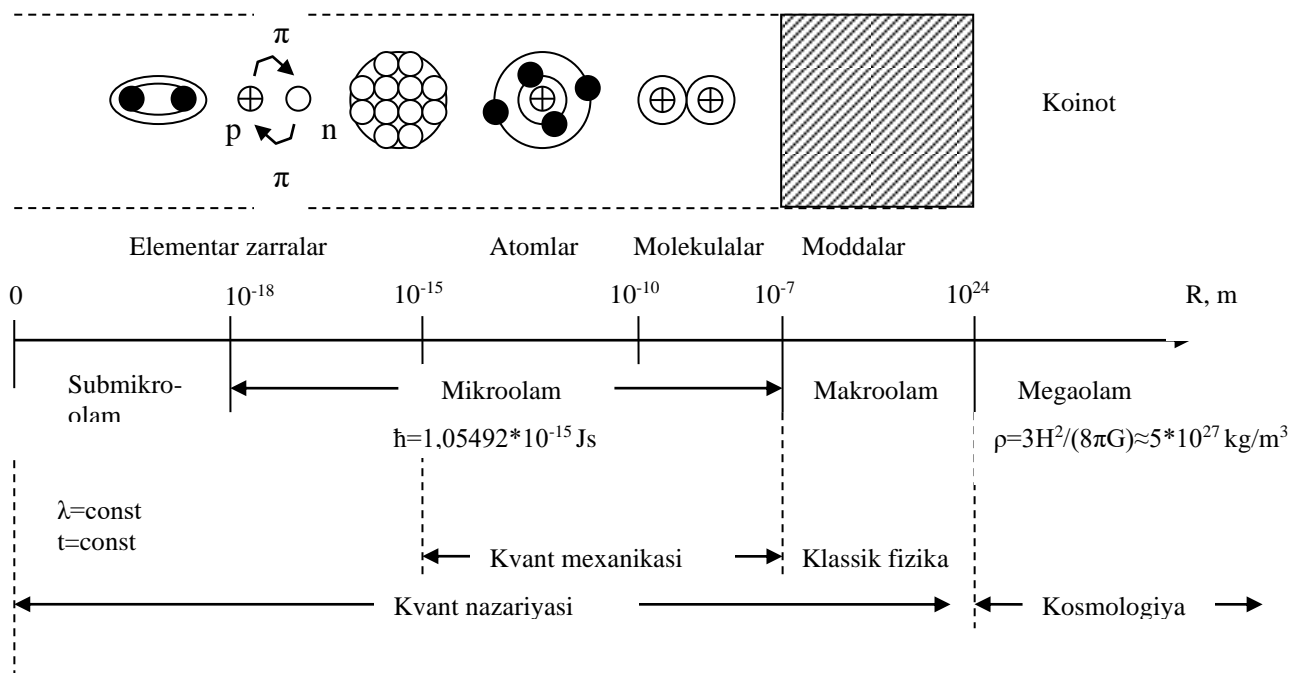 π
p n
π
Koinot
Elementar zarralar Atomlar Molekulalar Moddalar
0 10⁻¹⁸ 10⁻¹⁵ 10⁻¹⁰ 10⁻⁷ 10²⁴ R, m
Submikro-
olam
Mikroolam Makroolam Megaolam
ħ=1,05492*10⁻¹⁵ Js ρ=3H²/(8πG)≈5*10²⁷ kg/m³
λ=const
t=const
Kvant mexanikasi Klassik fizika
Kvant nazariyasi Kosmologiya